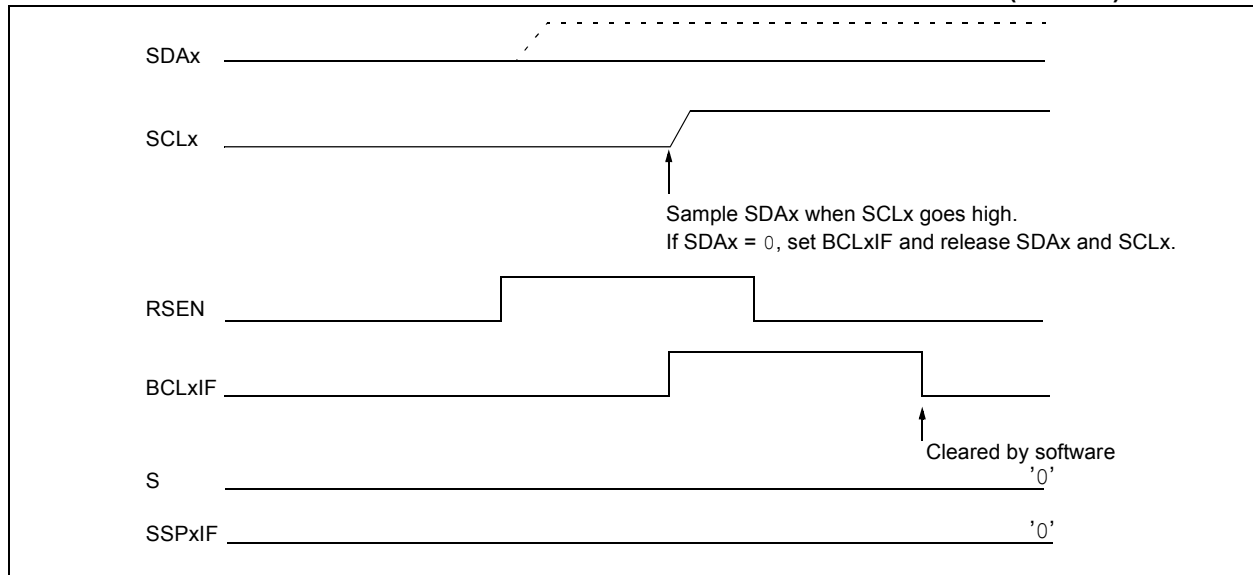 SDAx
SCLx
Sample SDAx when SCLx goes high.
If SDAx = 0, set BCLxIF and release SDAx and SCLx.
RSEN
BCLxIF
Cleared by software
S
'0'
SSPxIF
'0'